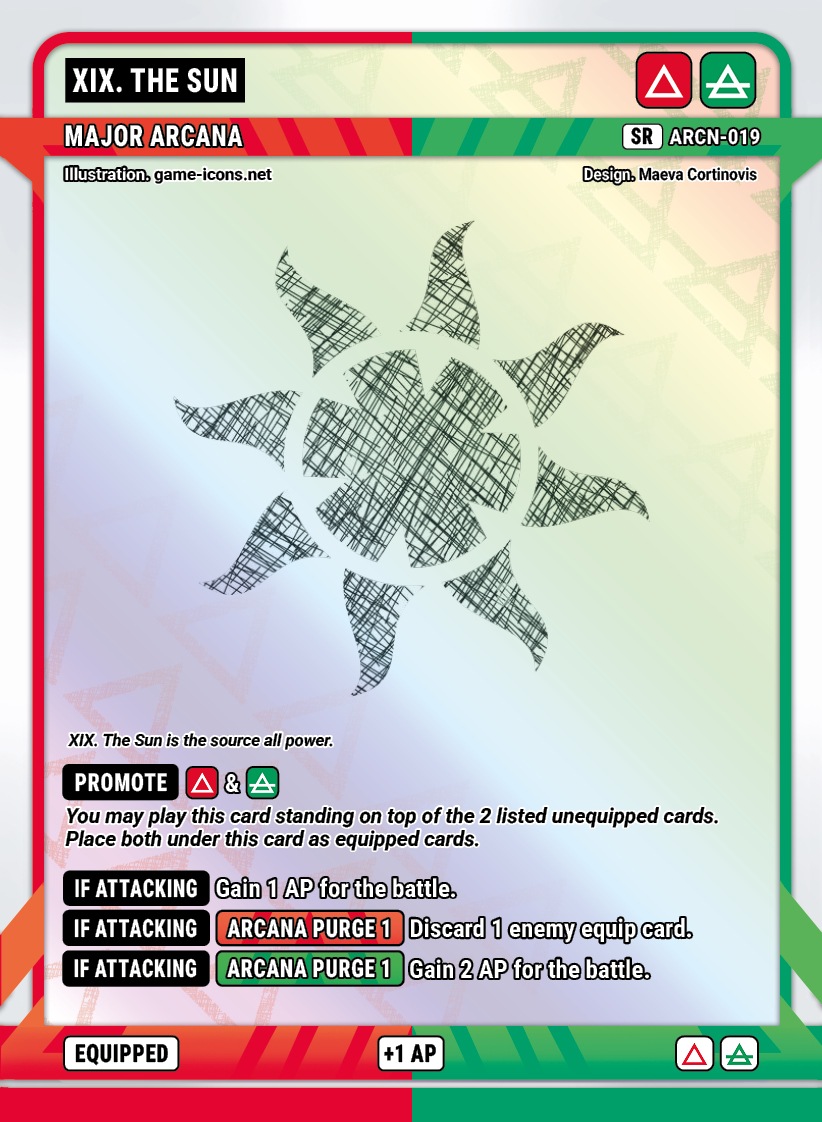 XIX. THE SUN
MAJOR ARCANA
SR ARCN-019
Illustration. game-icons.net
Design. Maeva Cortinovis
XIX. The Sun is the source all power.
PROMOTE &
You may play this card standing on top of the 2 listed unequipped cards.
Place both under this card as equipped cards.
IF ATTACKING Gain 1 AP for the battle.
IF ATTACKING ARCANA PURGE 1 Discard 1 enemy equip card.
IF ATTACKING ARCANA PURGE 1 Gain 2 AP for the battle.
EQUIPPED
+1 AP